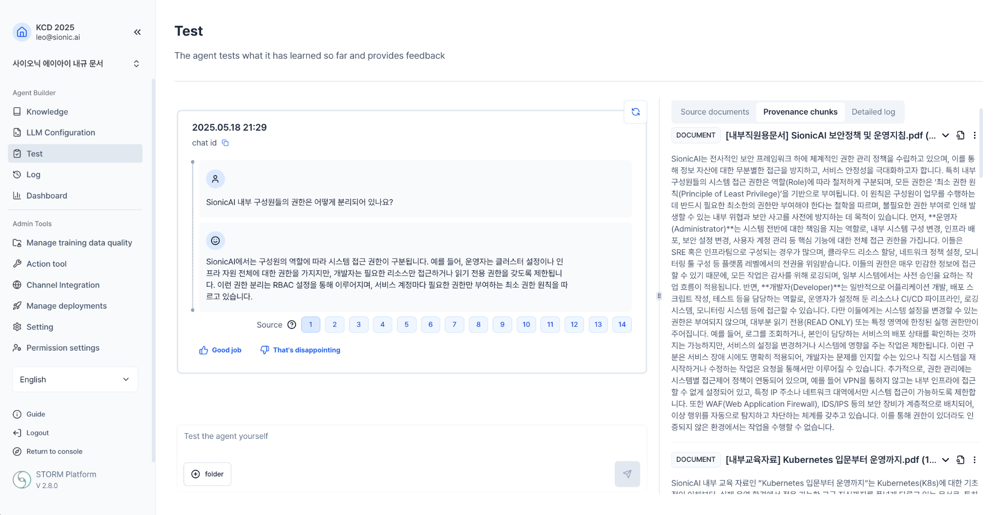 KCD 2025
leo@sionic.ai
사이오닉 에이아이 내규 문서
Agent Builder
Knowledge
LLM Configuration
Test
Log
Dashboard
Admin Tools
Manage training data quality
Action tool
Channel Integration
Manage deployments
Setting
Permission settings
English
Guide
Logout
Return to console
STORM Platform
V 2.8.0
Test
The agent tests what it has learned so far and provides feedback
2025.05.18 21:29
chat id
SionicAI 내부 구성원들의 권한은 어떻게 분리되어 있나요?
SionicAI에서는 구성원의 역할에 따라 시스템 접근 권한이 구분됩니다. 예를 들어, 운영자는 클러스터 설정이나 인
프라 자원 전체에 대한 권한을 가지지만, 개발자는 필요한 리소스만 접근하거나 읽기 전용 권한을 갖도록 제한됩니
다. 이런 권한 분리는 RBAC 설정을 통해 이루어지며, 서비스 계정마다 필요한 권한만 부여하는 최소 권한 원칙을 따
르고 있습니다.
Source 1 2 3 4 5 6 7 8 9 10 11 12 13 14
Good job That's disappointing
Test the agent yourself
folder
Source documents Provenance chunks Detailed log
DOCUMENT [내부직원용문서] SionicAI 보안정책 및 운영지침.pdf (...
SionicAI는 전사적인 보안 프레임워크 하에 체계적인 권한 관리 정책을 수립하고 있으며, 이를 통
해 정보 자산에 대한 무분별한 접근을 방지하고, 서비스 안정성을 극대화하고자 합니다. 특히 내부
구성원들의 시스템 접근 권한은 역할(Role)에 따라 철저하게 구분되며, 모든 권한은 '최소 권한 원
칙(Principle of Least Privilege)'을 기반으로 부여됩니다. 이 원칙은 구성원이 업무를 수행하는
데 반드시 필요한 최소한의 권한만 부여해야 한다는 철학을 따르며, 불필요한 권한 부여로 인해 발
생할 수 있는 내부 위협과 보안 사고를 사전에 방지하는 데 목적이 있습니다. 먼저, **운영자
(Administrator)**는 시스템 전반에 대한 책임을 지는 역할로, 내부 시스템 구성 변경, 인프라 배
포, 보안 설정 변경, 사용자 계정 관리 등 핵심 기능에 대한 전체 접근 권한을 가집니다. 이들은
SRE 혹은 인프라팀으로 구성되는 경우가 많으며, 클라우드 리소스 할당, 네트워크 정책 설정, 모니
터링 툴 구성 등 플랫폼 레벨에서의 전권을 위임받습니다. 이들의 권한은 매우 민감한 정보에 접근
할 수 있기 때문에, 모든 작업은 감사를 위해 로깅되며, 일부 시스템에서는 사전 승인을 요하는 작
업 흐름이 적용됩니다. 반면, **개발자(Developer)**는 일반적으로 어플리케이션 개발, 배포 스
크립트 작성, 테스트 등을 담당하는 역할로, 운영자가 설정해 둔 리소스나 CI/CD 파이프라인, 로깅
시스템, 모니터링 시스템 등에 접근할 수 있습니다. 다만 이들에게는 시스템 설정을 변경할 수 있는
권한은 부여되지 않으며, 대부분 읽기 전용(READ ONLY) 또는 특정 영역에 한정된 실행 권한만이
주어집니다. 예를 들어, 로그를 조회하거나, 본인이 담당하는 서비스의 배포 상태를 확인하는 것까
지는 가능하지만, 서비스의 설정을 변경하거나 시스템에 영향을 주는 작업은 제한됩니다. 이런 구
분은 서비스 장애 시에도 명확히 적용되어, 개발자는 문제를 인지할 수는 있으나 직접 시스템을 재
시작하거나 수정하는 작업은 요청을 통해서만 이루어질 수 있습니다. 추가적으로, 권한 관리에는
시스템별 접근제어 정책이 연동되어 있으며, 예를 들어 VPN을 통하지 않고는 내부 인프라에 접근
할 수 없게 설정되어 있고, 특정 IP 주소나 네트워크 대역에서만 시스템 접근이 가능하도록 제한합
니다. 또한 WAF(Web Application Firewall), IDS/IPS 등의 보안 장비가 계층적으로 배치되어,
이상 행위를 자동으로 탐지하고 차단하는 체계를 갖추고 있습니다. 이를 통해 권한이 있더라도 인
증되지 않은 환경에서는 작업을 수행할 수 없습니다.
DOCUMENT [내부교육자료] Kubernetes 입문부터 운영까지.pdf (1...
SionicAI 내부 교육 자료인 “Kubernetes 입문부터 운영까지”는 Kubernetes(K8s)에 대한 기초